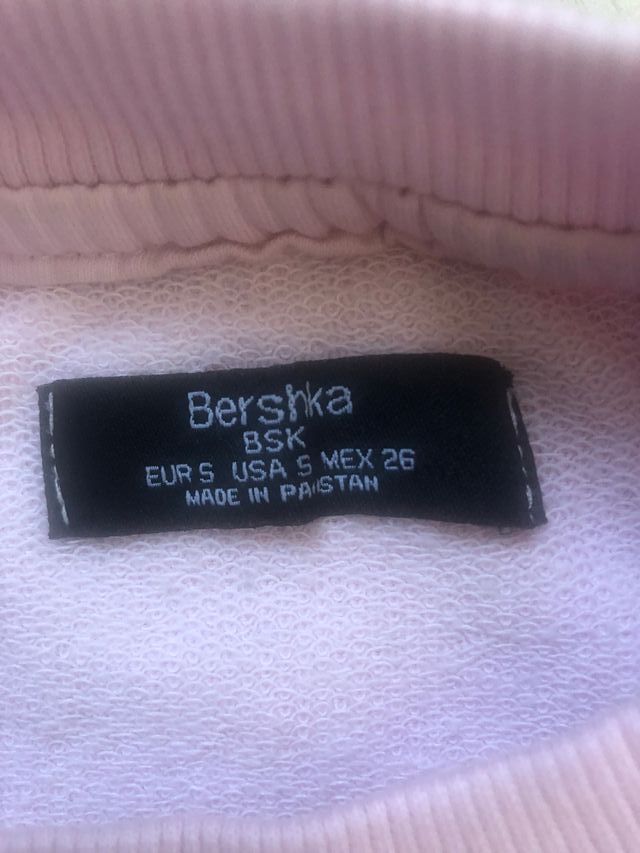 Bershka
BSK
EUR S USA S MEX 26
MADE IN PAKISTAN